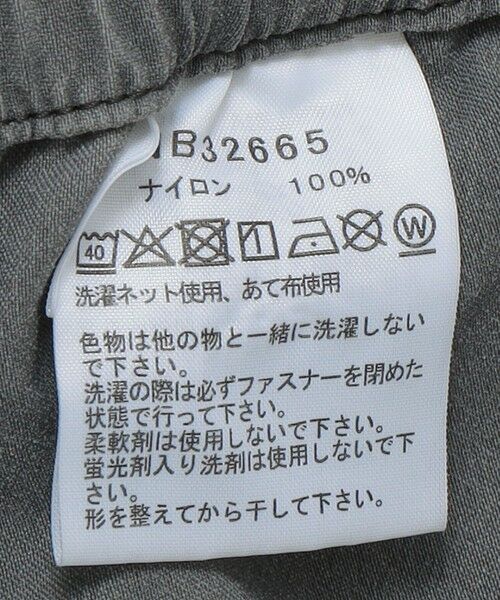 B32665
ナイロン 100%
40 W
洗濯ネット使用、あて布使用
色物は他の物と一緒に洗濯しない
で下さい。
洗濯の際は必ずファスナーを閉めた
状態で行って下さい。
柔軟剤は使用しないで下さい。
蛍光剤入り洗剤は使用しないで下
さい。
形を整えてから干して下さい。